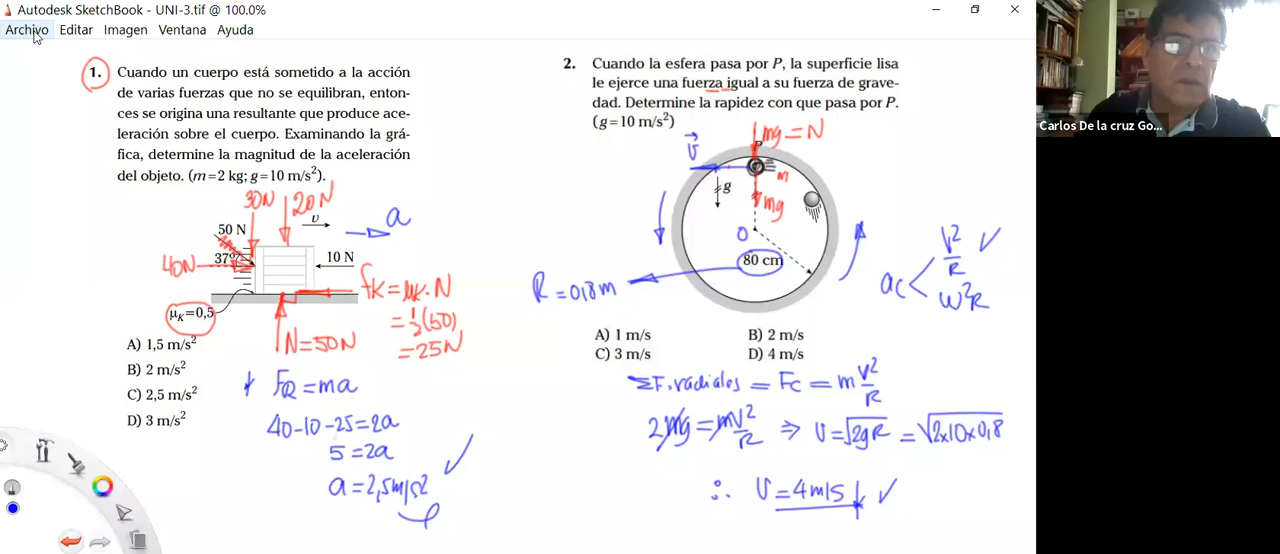 Autodesk SketchBook - UNI-3.tif @ 100.0%
Archivo Editar Imagen Ventana Ayuda
1. Cuando un cuerpo está sometido a la acción
de varias fuerzas que no se equilibran, enton-
ces se origina una resultante que produce ace-
leración sobre el cuerpo. Examinando la grá-
fica, determine la magnitud de la aceleración
del objeto. (m=2 kg; g=10 m/s²).
30N
20N
υ
a
50 N
37°
40N
10 N
fK=μK.N
=½(50)
=25N
μK=0,5
N=50N
A) 1,5 m/s²
B) 2 m/s²
C) 2,5 m/s²
D) 3 m/s²
FR=ma
40-10-25=2a
5=2a
a=2,5m/s²
2. Cuando la esfera pasa por P, la superficie lisa
le ejerce una fuerza igual a su fuerza de grave-
dad. Determine la rapidez con que pasa por P.
(g=10 m/s²)
mg=N
V
P
m
g
mg
O
80 cm
R=0,8m
ac < V²/R ✓
ω²R
A) 1 m/s
B) 2 m/s
C) 3 m/s
D) 4 m/s
ΣF.radiales = Fc = m V²/R
2mg=mV²/R ⇒ V=√2gR =√2x10x0,8
∴ V=4m/s ✓
Carlos De la cruz Go...